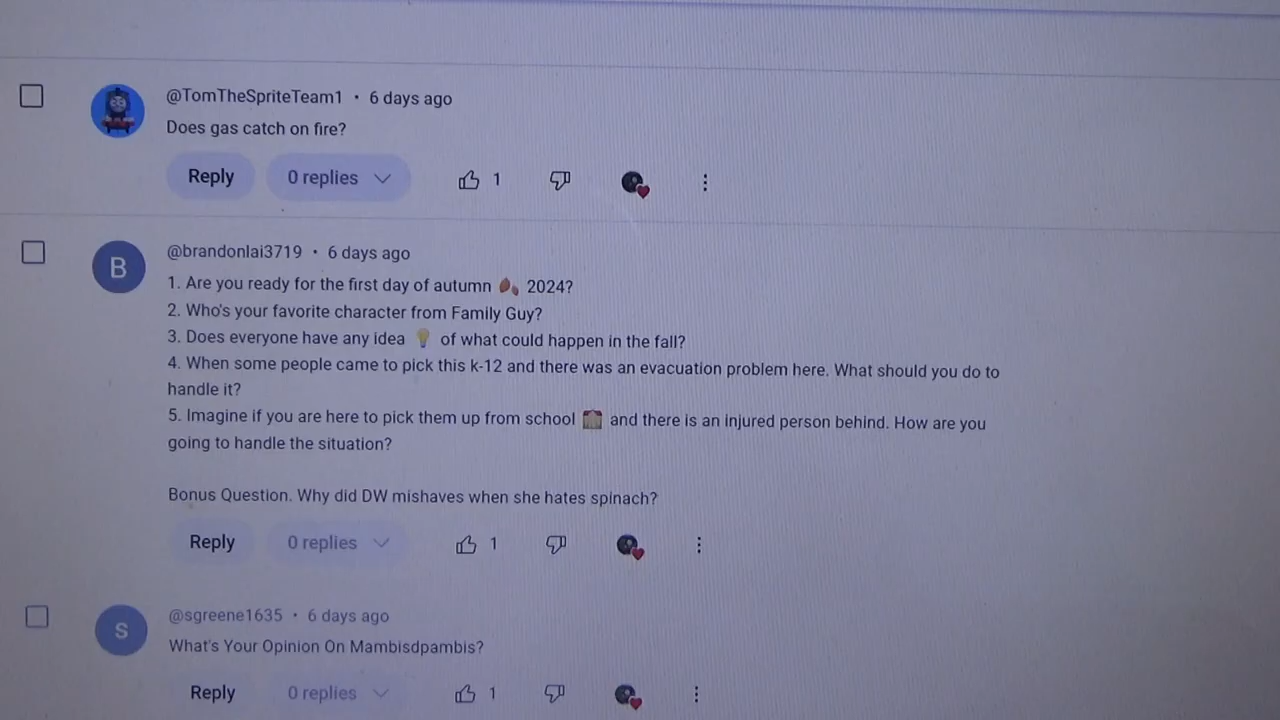 @TomTheSpriteTeam1 • 6 days ago
Does gas catch on fire?
Reply 0 replies 1
B
@brandonlai3719 • 6 days ago
1. Are you ready for the first day of autumn 🍂 2024?
2. Who's your favorite character from Family Guy?
3. Does everyone have any idea 💡 of what could happen in the fall?
4. When some people came to pick this k-12 and there was an evacuation problem here. What should you do to
handle it?
5. Imagine if you are here to pick them up from school 🏫 and there is an injured person behind. How are you
going to handle the situation?
Bonus Question. Why did DW mishaves when she hates spinach?
Reply 0 replies 1
S
@sgreene1635 • 6 days ago
What's Your Opinion On Mambisdpambis?
Reply 0 replies 1